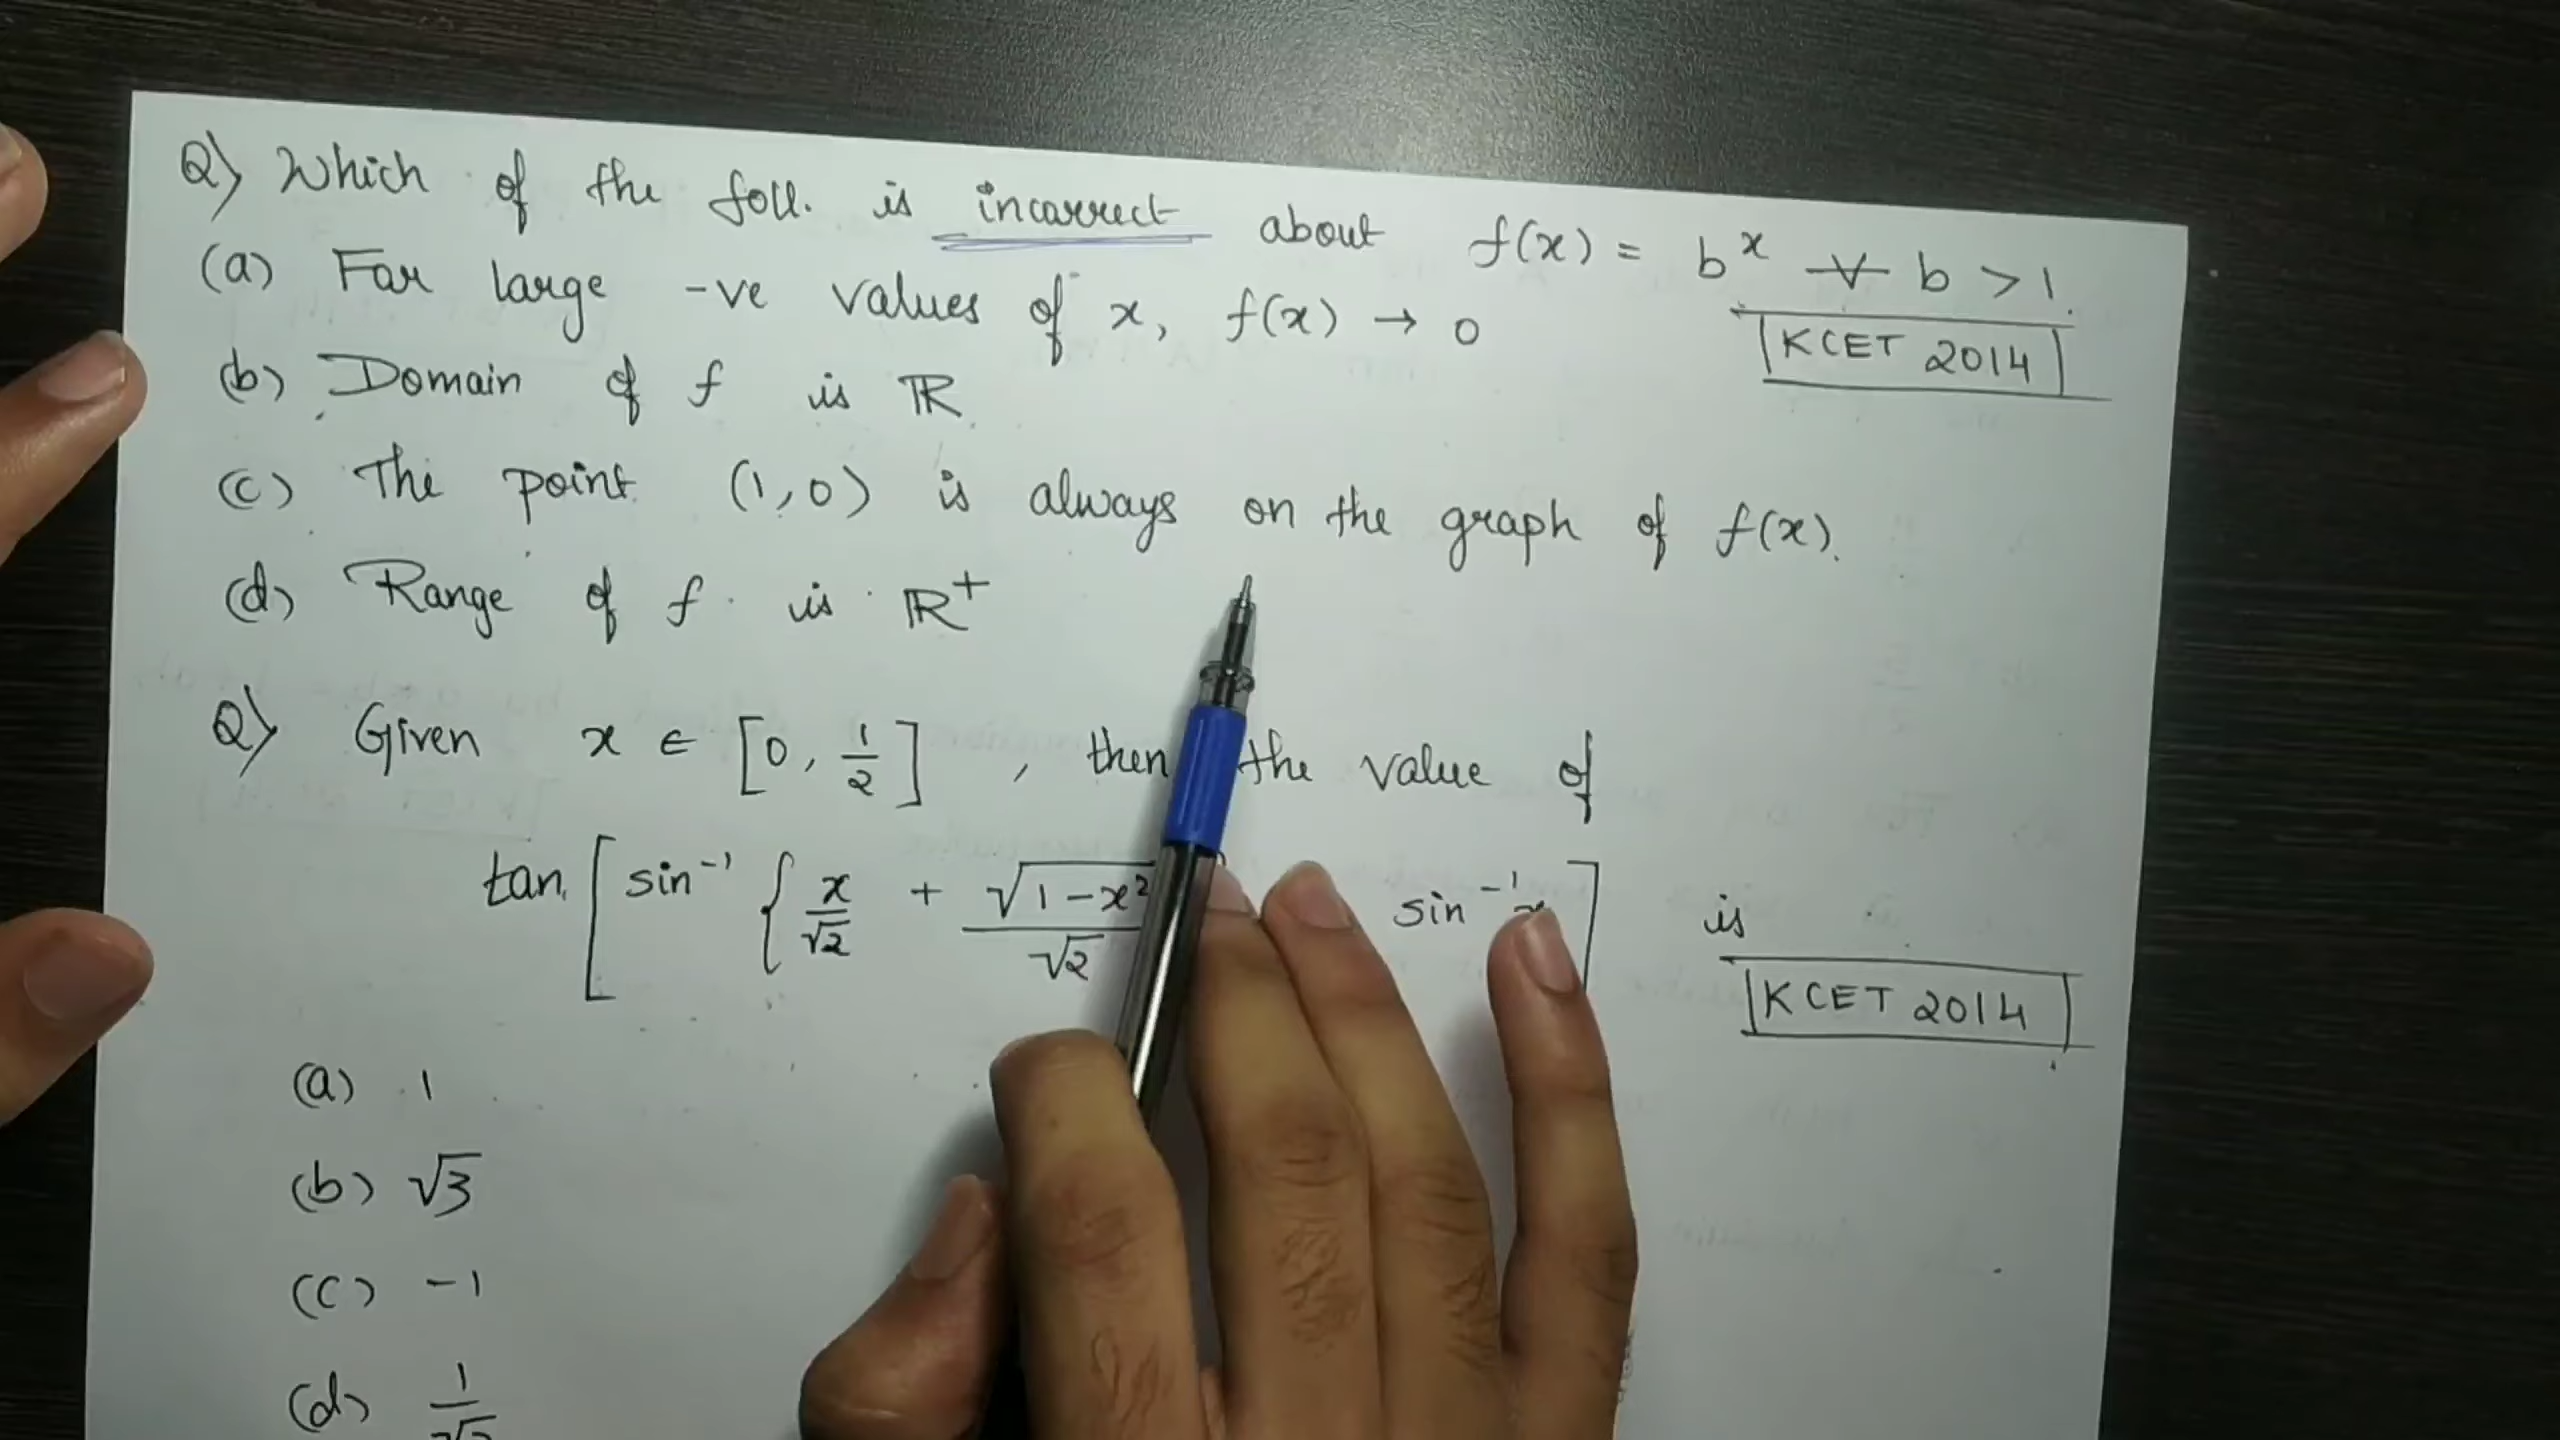 Q) Which of the foll. is incorrect about f(x) = b^x ∀ b > 1.
KCET 2014
(a) For large -ve values of x, f(x) → 0
(b) Domain of f is ℝ
(c) The point (1,0) is always on the graph of f(x).
(d) Range of f is ℝ⁺
Q) Given x ∈ [0, 1/2] , then the value of
tan [ sin⁻¹ { x/√2 + √(1-x²)/√2 sin⁻¹ ] is
KCET 2014
(a) 1
(b) √3
(c) -1
(d) 1/